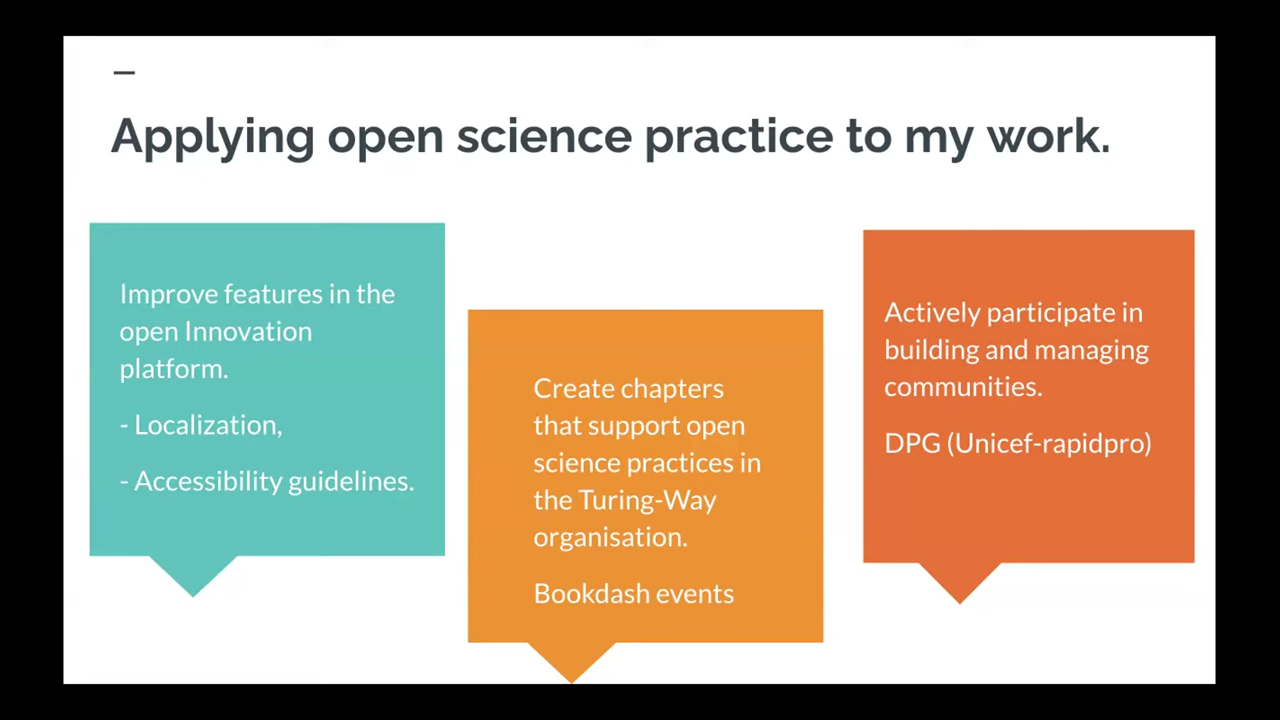 Applying open science practice to my work.
Improve features in the
open Innovation
platform.
- Localization,
- Accessibility guidelines.
Create chapters
that support open
science practices in
the Turing-Way
organisation.
Bookdash events
Actively participate in
building and managing
communities.
DPG (Unicef-rapidpro)